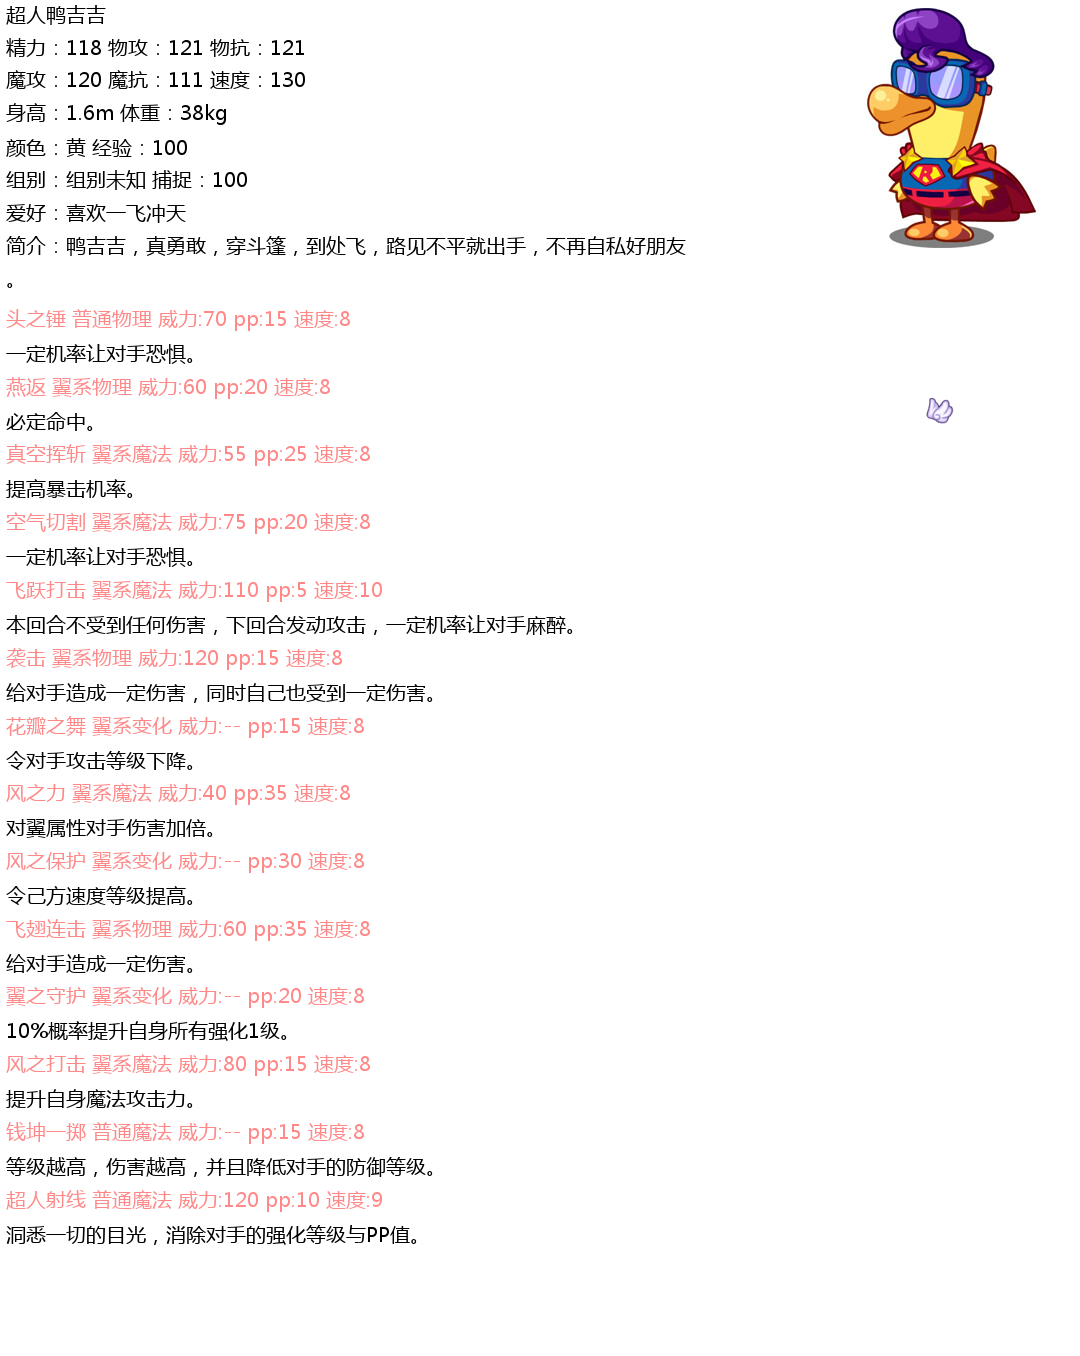 超人鸭吉吉
精力：118 物攻：121 物抗：121
魔攻：120 魔抗：111 速度：130
身高：1.6m 体重：38kg
颜色：黄 经验：100
组别：组别未知 捕捉：100
爱好：喜欢一飞冲天
简介：鸭吉吉，真勇敢，穿斗篷，到处飞，路见不平就出手，不再自私好朋友
。
头之锤 普通物理 威力:70 pp:15 速度:8
一定机率让对手恐惧。
燕返 翼系物理 威力:60 pp:20 速度:8
必定命中。
真空挥斩 翼系魔法 威力:55 pp:25 速度:8
提高暴击机率。
空气切割 翼系魔法 威力:75 pp:20 速度:8
一定机率让对手恐惧。
飞跃打击 翼系魔法 威力:110 pp:5 速度:10
本回合不受到任何伤害，下回合发动攻击，一定机率让对手麻醉。
袭击 翼系物理 威力:120 pp:15 速度:8
给对手造成一定伤害，同时自己也受到一定伤害。
花瓣之舞 翼系变化 威力:-- pp:15 速度:8
令对手攻击等级下降。
风之力 翼系魔法 威力:40 pp:35 速度:8
对翼属性对手伤害加倍。
风之保护 翼系变化 威力:-- pp:30 速度:8
令己方速度等级提高。
飞翅连击 翼系物理 威力:60 pp:35 速度:8
给对手造成一定伤害。
翼之守护 翼系变化 威力:-- pp:20 速度:8
10%概率提升自身所有强化1级。
风之打击 翼系魔法 威力:80 pp:15 速度:8
提升自身魔法攻击力。
钱坤一掷 普通魔法 威力:-- pp:15 速度:8
等级越高，伤害越高，并且降低对手的防御等级。
超人射线 普通魔法 威力:120 pp:10 速度:9
洞悉一切的目光，消除对手的强化等级与PP值。
R